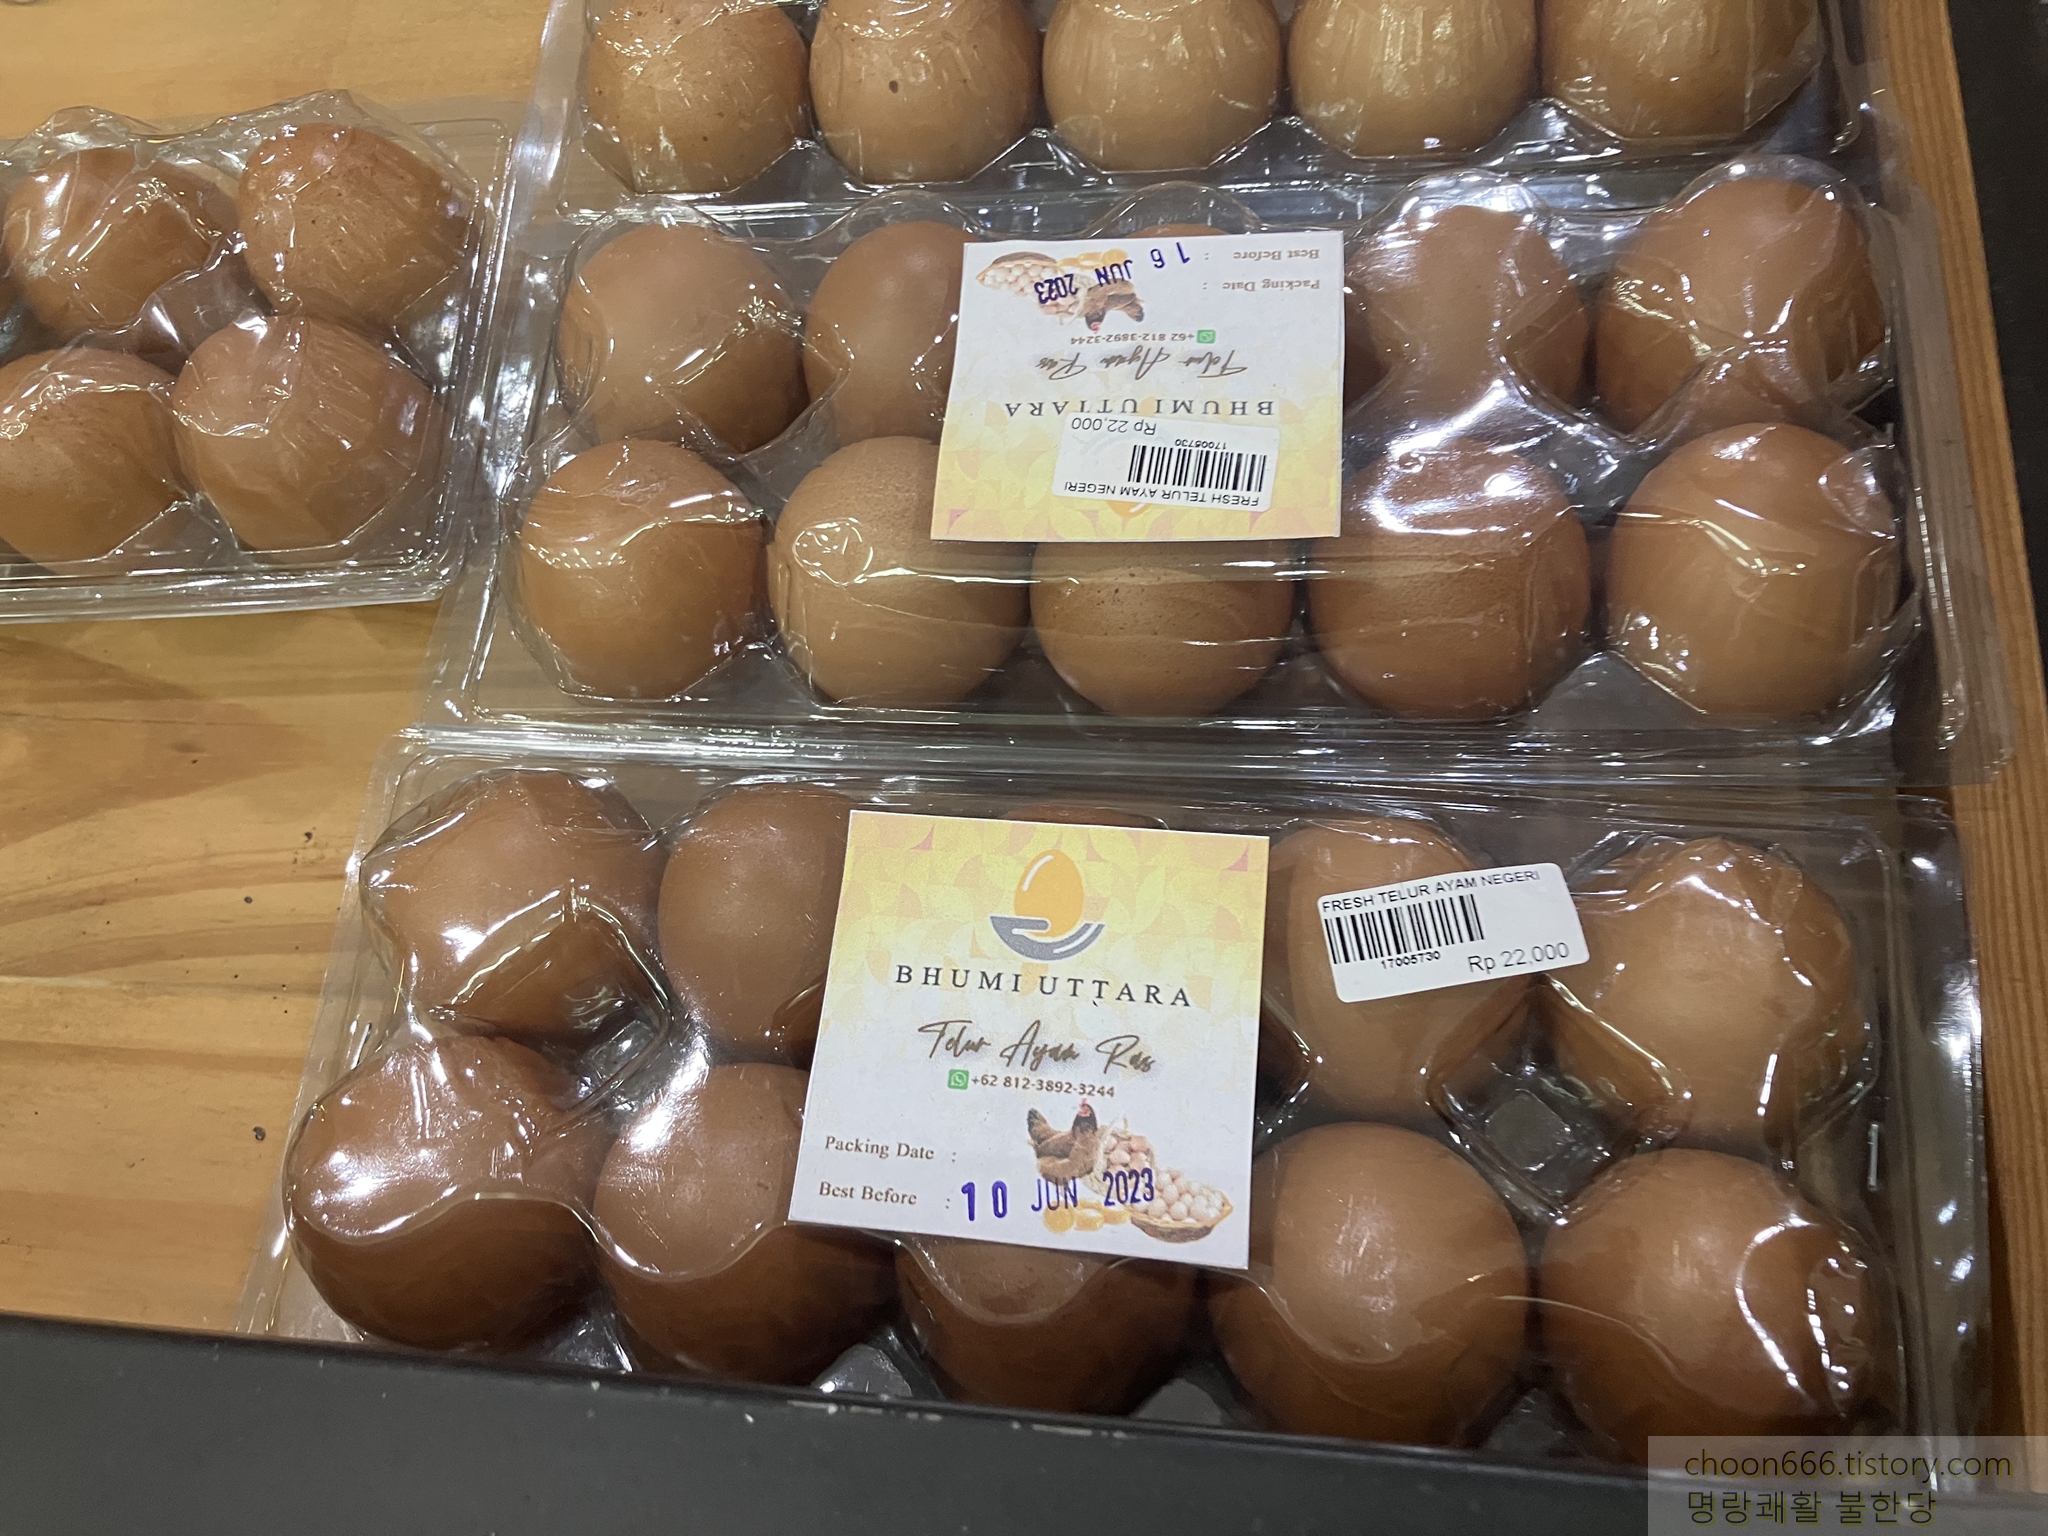 Best Before :
16 JUN 2023
Packing Date :
+62 812-3892-3244
Telur Ayam Ras
BHUMI UTTARA
Rp 22,000
17005730
FRESH TELUR AYAM NEGERI
BHUMI UTTARA
Telur Ayam Ras
+62 812-3892-3244
Packing Date :
Best Before : 10 JUN 2023
FRESH TELUR AYAM NEGERI
17005730
Rp 22,000
choon666.tistory.com
명랑쾌활 불한당